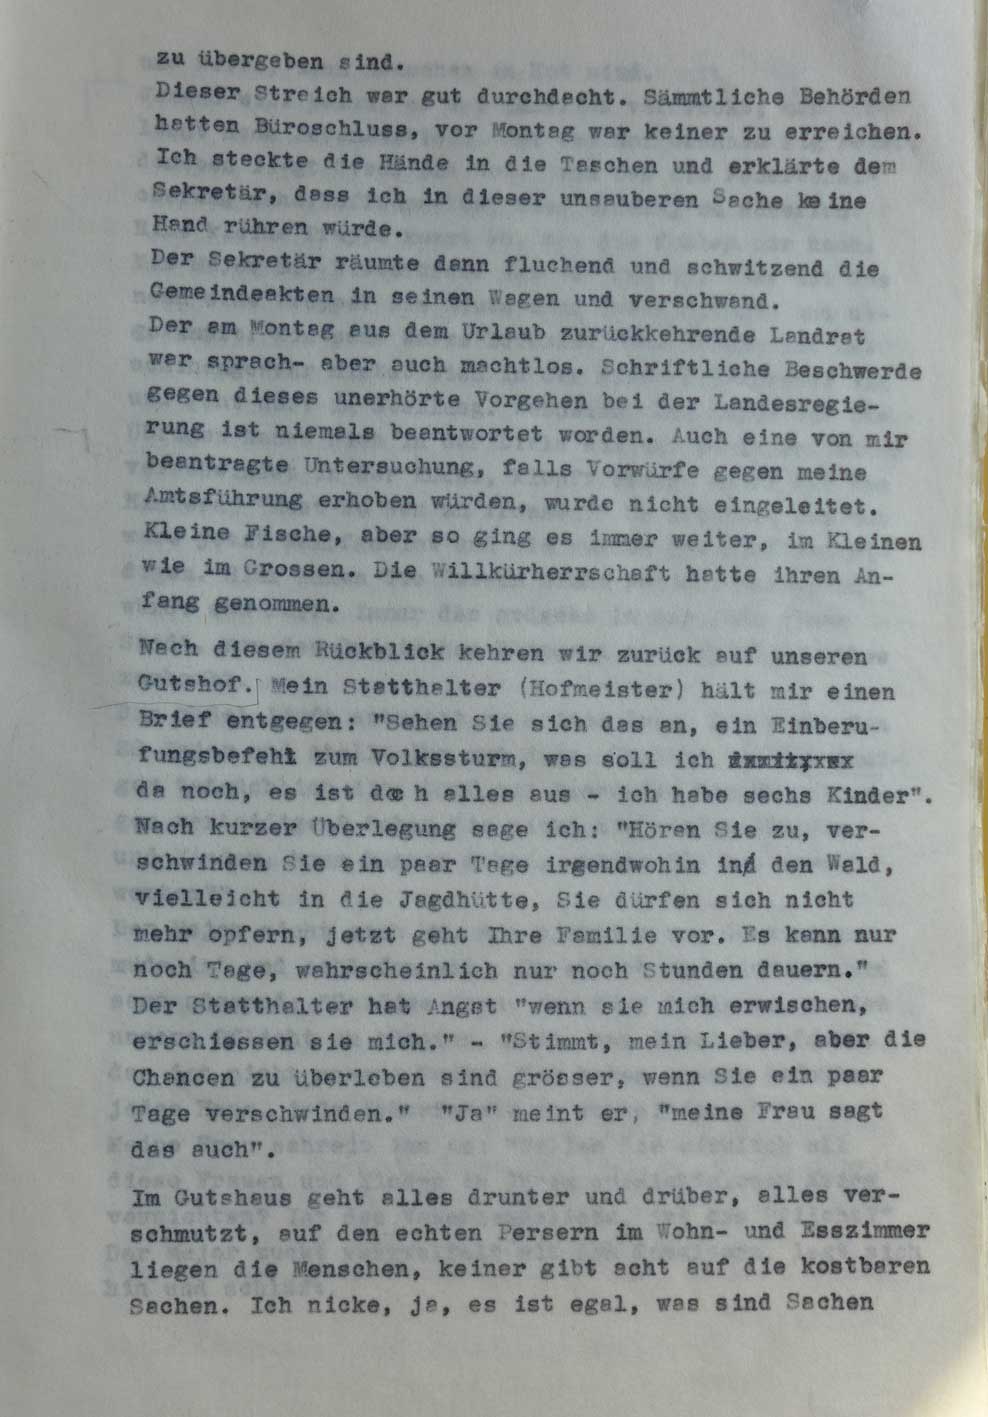 zu übergeben sind.
Dieser Streich war gut durchdacht. Sämmtliche Behörden
hatten Büroschluss, vor Montag war keiner zu erreichen.
Ich steckte die Hände in die Taschen und erklärte dem
Sekretär, dass ich in dieser unsauberen Sache keine
Hand rühren würde.
Der Sekretär räumte dann fluchend und schwitzend die
Gemeindeakten in seinen Wagen und verschwand.
Der am Montag aus dem Urlaub zurückkehrende Landrat
war sprach- aber auch machtlos. Schriftliche Beschwerde
gegen dieses unerhörte Vorgehen bei der Landesregie-
rung ist niemals beantwortet worden. Auch eine von mir
beantragte Untersuchung, falls Vorwürfe gegen meine
Amtsführung erhoben würden, wurde nicht eingeleitet.
Kleine Fische, aber so ging es immer weiter, im Kleinen
wie im Grossen. Die Willkürherrschaft hatte ihren An-
fang genommen.
Nach diesem Rückblick kehren wir zurück auf unseren
Gutshof. Mein Statthalter (Hofmeister) hält mir einen
Brief entgegen: "Sehen Sie sich das an, ein Einberu-
fungsbefehl zum Volkssturm, was soll ich
da noch, es ist doch alles aus - ich habe sechs Kinder".
Nach kurzer Überlegung sage ich: "Hören Sie zu, ver-
schwinden Sie ein paar Tage irgendwohin in den Wald,
vielleicht in die Jagdhütte, Sie dürfen sich nicht
mehr opfern, jetzt geht Ihre Familie vor. Es kann nur
noch Tage, wahrscheinlich nur noch Stunden dauern."
Der Statthalter hat Angst "wenn sie mich erwischen,
erschiessen sie mich." - "Stimmt, mein Lieber, aber die
Chancen zu überleben sind grösser, wenn Sie ein paar
Tage verschwinden." "Ja" meint er, "meine Frau sagt
das auch".
Im Gutshaus geht alles drunter und drüber, alles ver-
schmutzt, auf den echten Persern im Wohn- und Esszimmer
liegen die Menschen, keiner gibt acht auf die kostbaren
Sachen. Ich nicke, ja, es ist egal, was sind Sachen